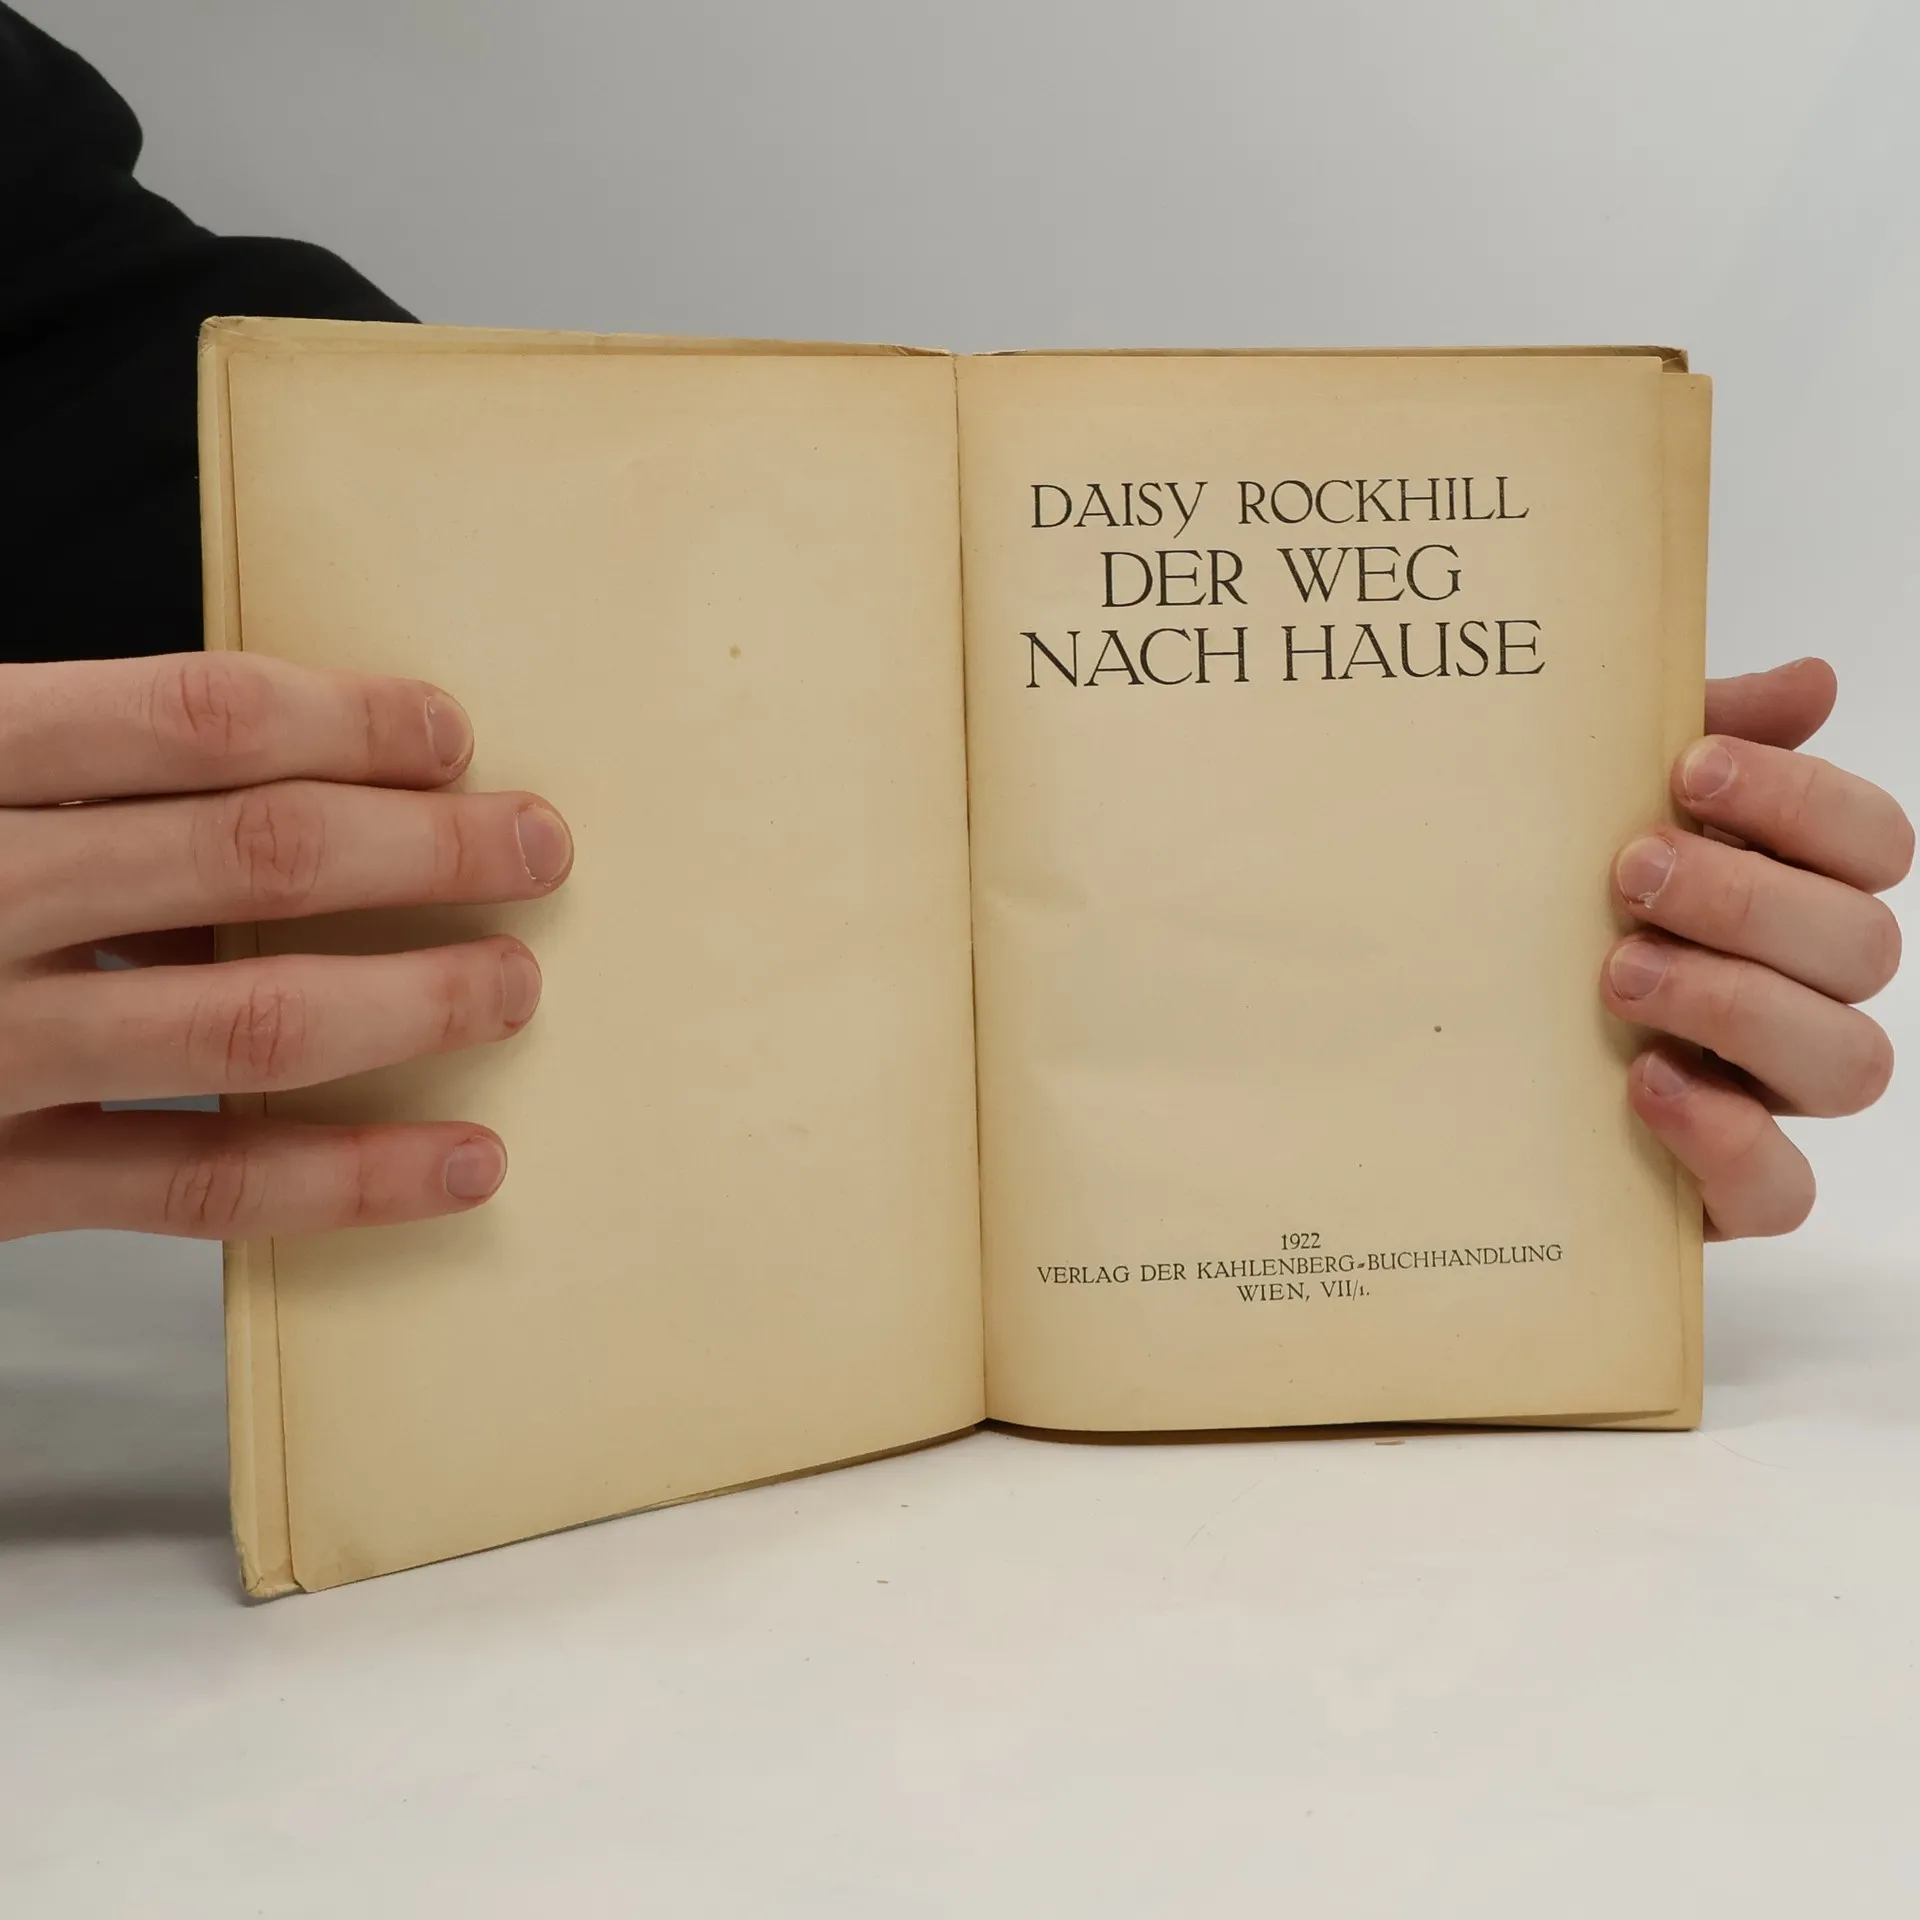 DAISY ROCKHILL
DER WEG
NACH HAUSE
1922
VERLAG DER KAHLENBERG-BUCHHANDLUNG
WIEN, VII/1.